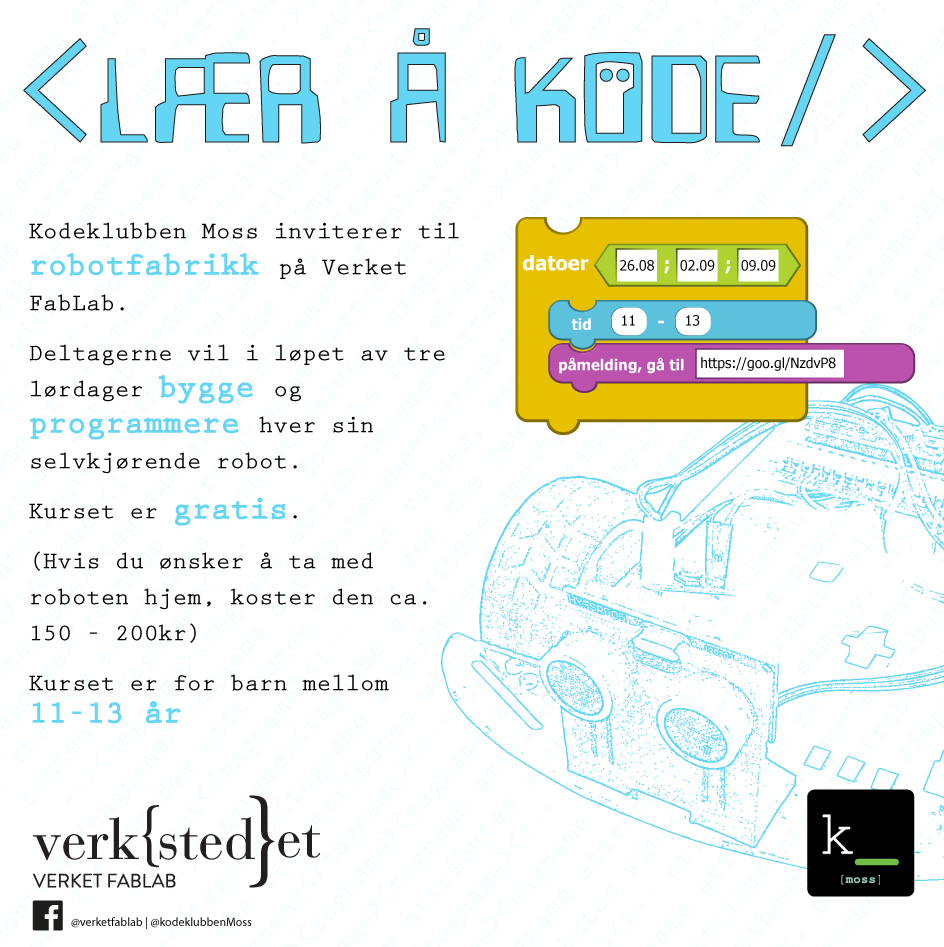 <LÆR Å KODE/>
Kodeklubben Moss inviterer til
robotfabrikk på Verket
FabLab.
Deltagerne vil i løpet av tre
lørdager bygge og
programmere hver sin
selvkjørende robot.
Kurset er gratis.
(Hvis du ønsker å ta med
roboten hjem, koster den ca.
150 - 200kr)
Kurset er for barn mellom
11-13 år
datoer 26.08 ; 02.09 ; 09.09
tid 11 - 13
påmelding, gå til https://goo.gl/NzdvP8
verk{sted}et
VERKET FABLAB
@verketfablab | @kodeklubbenMoss
k_
[moss]